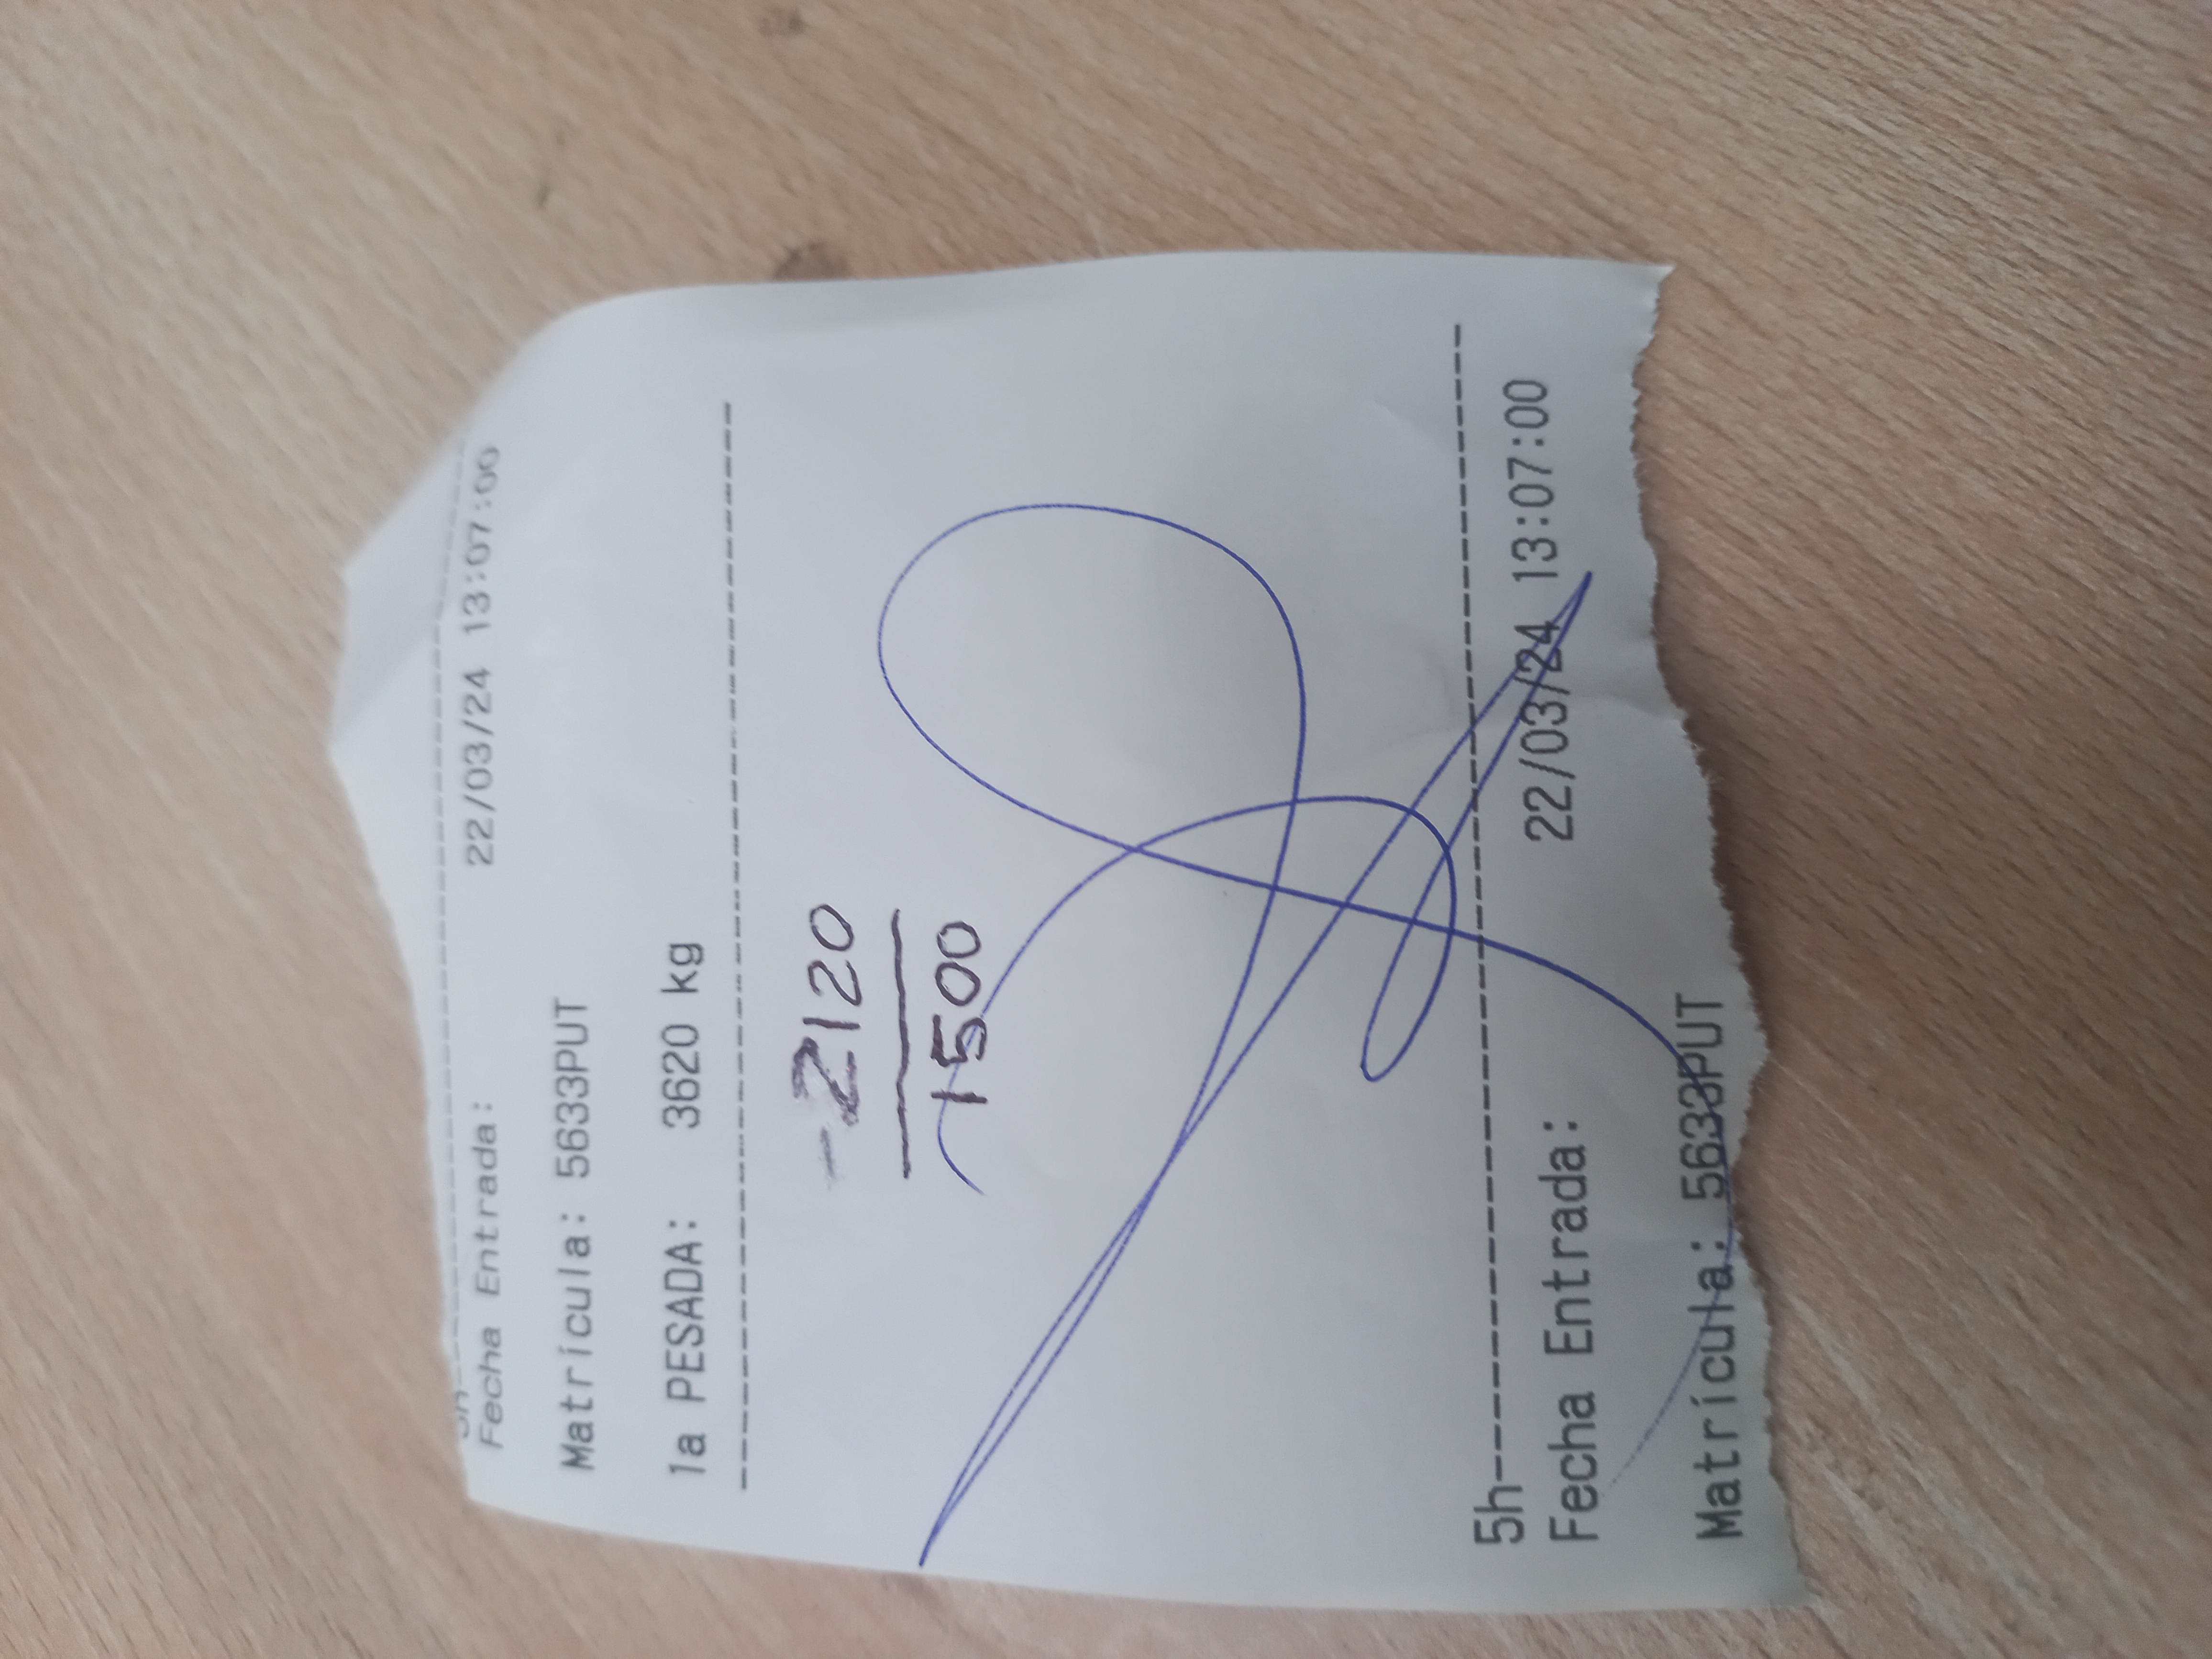 Fecha Entrada: 22/03/24 13:07:00
Matrícula: 5633PUT
1a PESADA: 3620 kg
-----------------------------------------
-2120
1500
5h---------------------------------------
Fecha Entrada: 22/03/24 13:07:00
Matrícula: 5633PUT